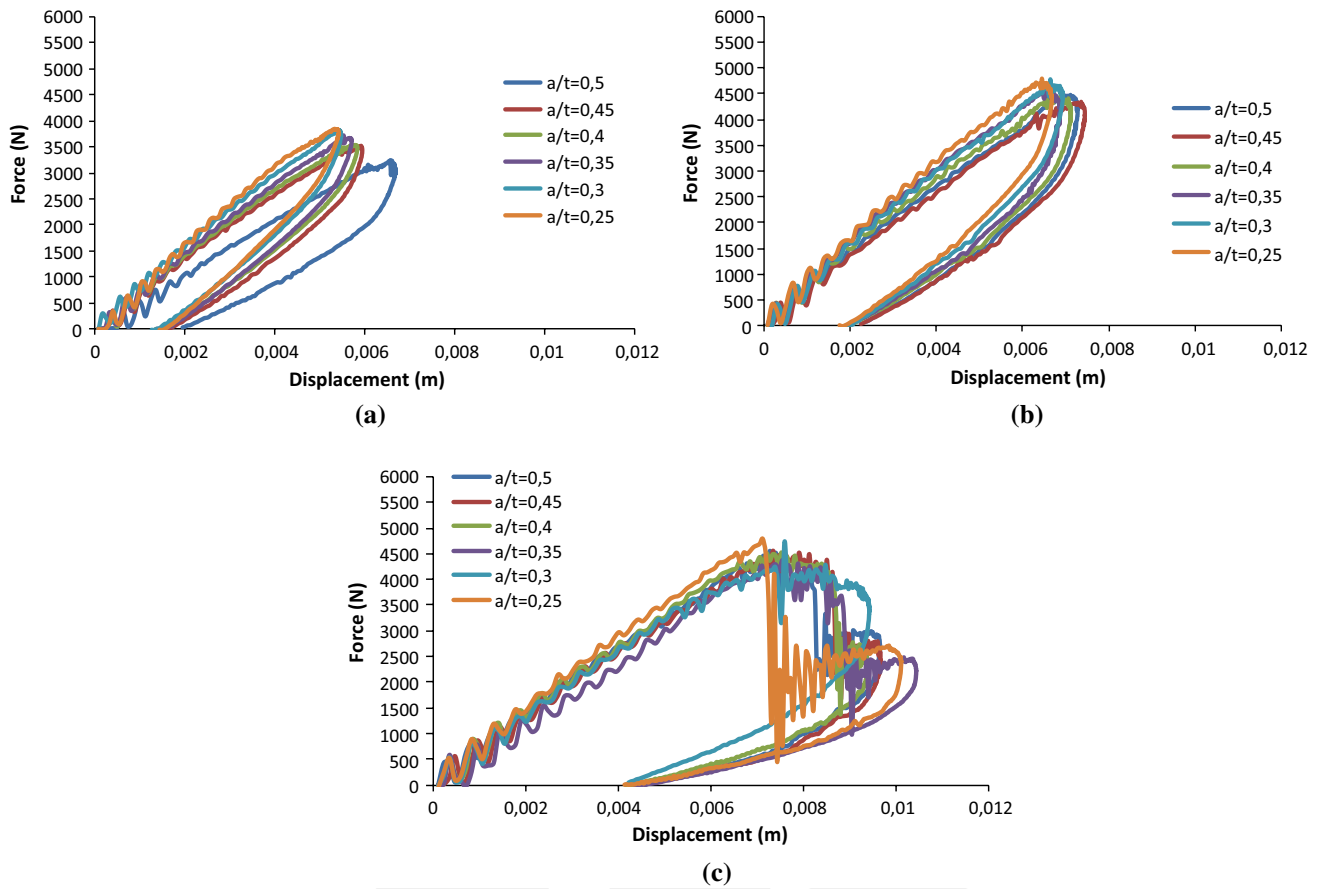 6000
5500
5000
4500
4000
3500
3000
2500
2000
1500
1000
500
0
Force (N)
0
0,002
0,004
0,006
0,008
0,01
0,012
Displacement (m)
a/t=0,5
a/t=0,45
a/t=0,4
a/t=0,35
a/t=0,3
a/t=0,25
(a)
6000
5500
5000
4500
4000
3500
3000
2500
2000
1500
1000
500
0
Force (N)
0
0,002
0,004
0,006
0,008
0,01
0,012
Displacement (m)
a/t=0,5
a/t=0,45
a/t=0,4
a/t=0,35
a/t=0,3
a/t=0,25
(b)
6000
5500
5000
4500
4000
3500
3000
2500
2000
1500
1000
500
0
Force (N)
a/t=0,5
a/t=0,45
a/t=0,4
a/t=0,35
a/t=0,3
a/t=0,25
0
0,002
0,004
0,006
0,008
0,01
0,012
Displacement (m)
(c)